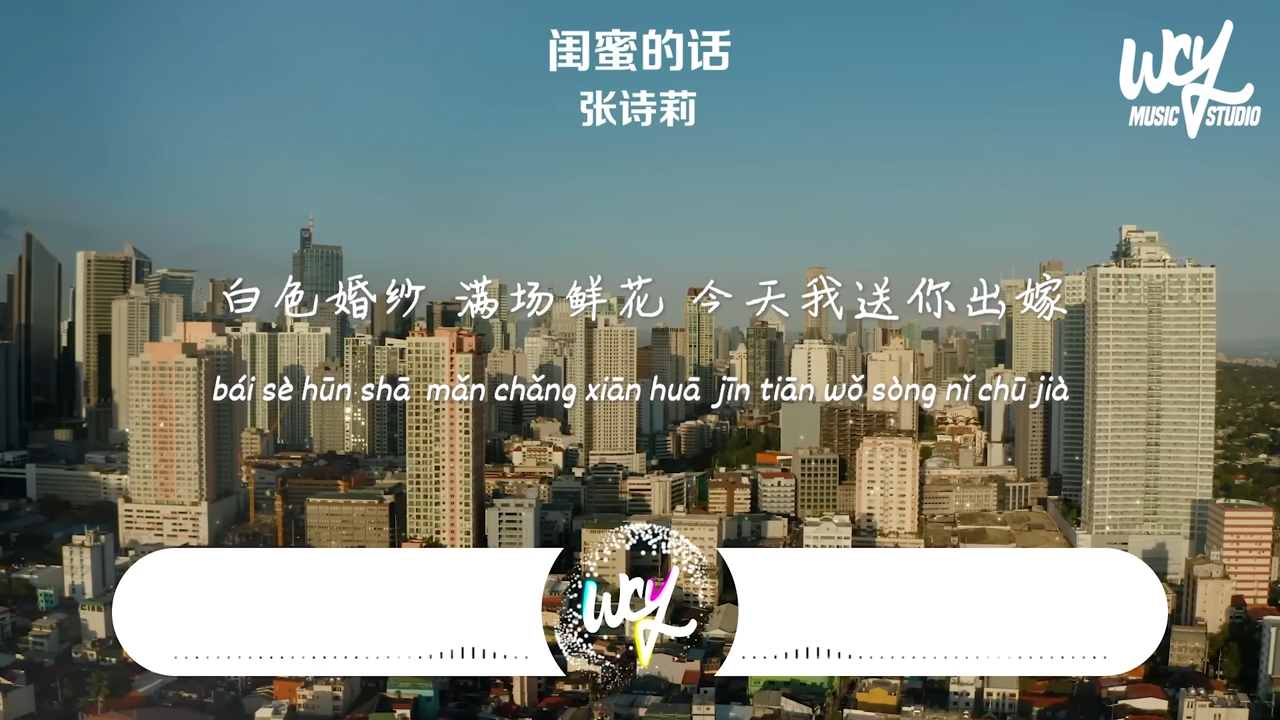 闺蜜的话
张诗莉
WCY
MUSIC STUDIO
白色婚纱 满场鲜花 今天我送你出嫁
bái sè hūn shā mǎn chǎng xiān huā jīn tiān wǒ sòng nǐ chū jià
WCY